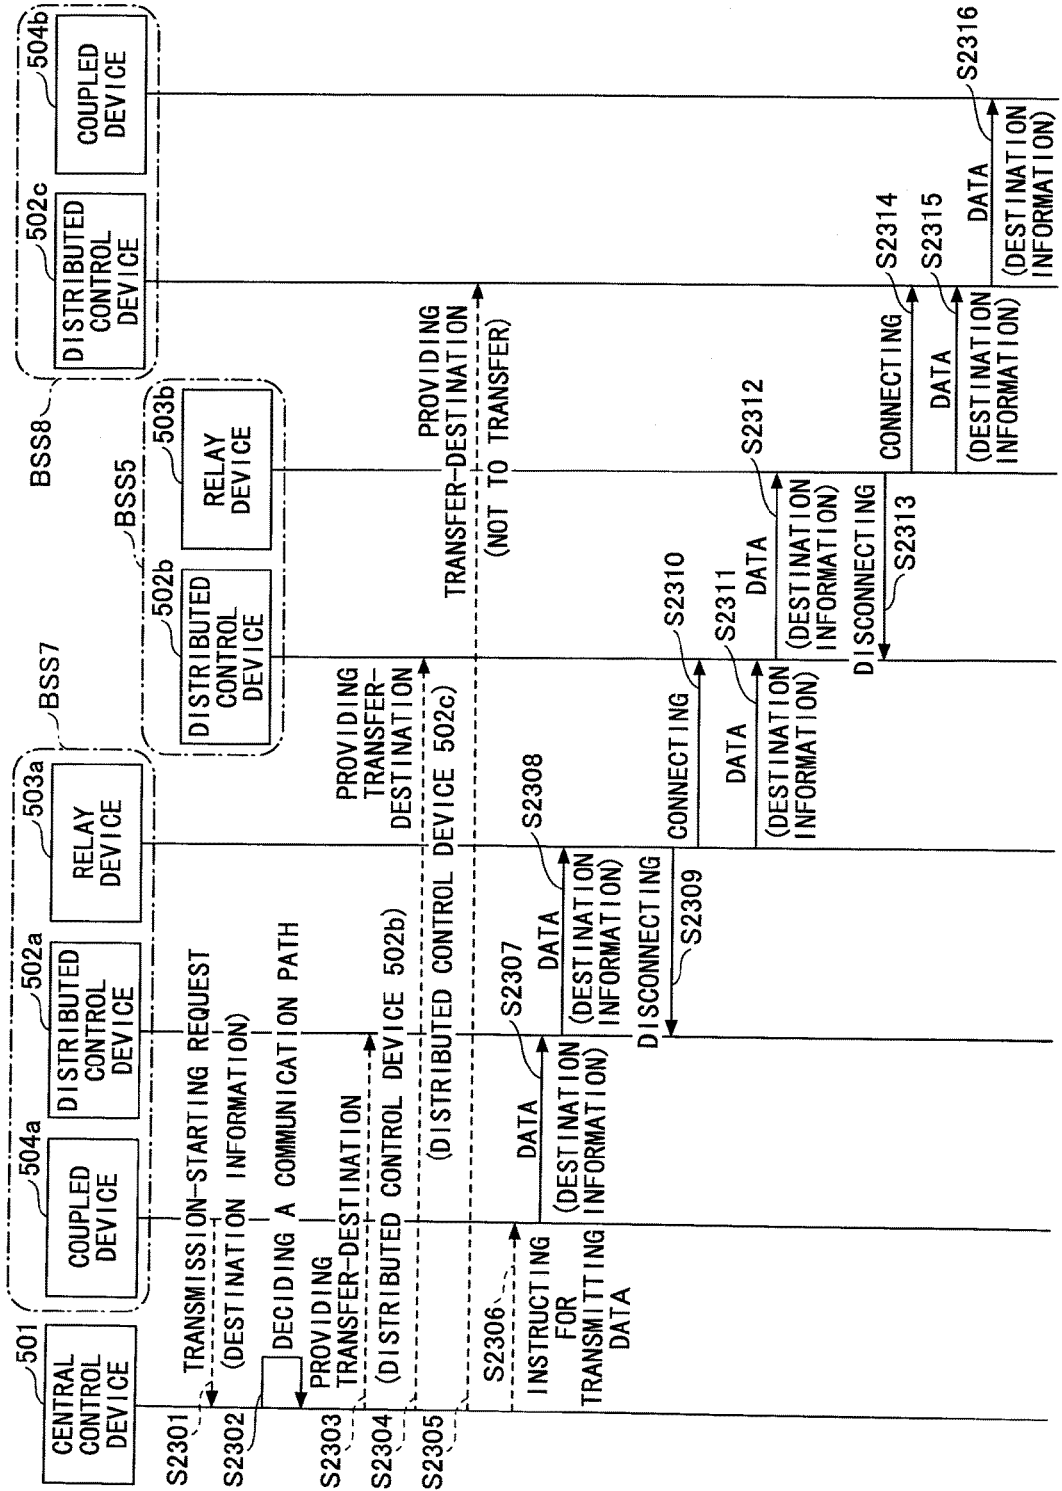 501
CENTRAL
CONTROL
DEVICE
BSS7
504a
COUPLED
DEVICE
502a
DISTRIBUTED
CONTROL
DEVICE
503a
RELAY
DEVICE
BSS5
502b
DISTRIBUTED
CONTROL
DEVICE
503b
RELAY
DEVICE
BSS8
502c
DISTRIBUTED
CONTROL
DEVICE
504b
COUPLED
DEVICE
S2301
TRANSMISSION-STARTING REQUEST
(DESTINATION INFORMATION)
S2302
DECIDING A COMMUNICATION PATH
S2303
PROVIDING
TRANSFER-DESTINATION
(DISTRIBUTED CONTROL DEVICE 502b)
S2304
PROVIDING
TRANSFER-
DESTINATION
(DISTRIBUTED CONTROL DEVICE 502c)
S2305
PROVIDING
TRANSFER-DESTINATION
(NOT TO TRANSFER)
S2306
INSTRUCTING
FOR
TRANSMITTING
DATA
S2307
DATA
(DESTINATION
INFORMATION)
S2308
DATA
(DESTINATION
INFORMATION)
DISCONNECTING
S2309
CONNECTING
S2310
DATA
S2311
(DESTINATION
INFORMATION)
DATA
S2312
(DESTINATION
INFORMATION)
DISCONNECTING
S2313
CONNECTING
S2314
DATA
S2315
(DESTINATION
INFORMATION)
DATA
S2316
(DESTINATION
INFORMATION)